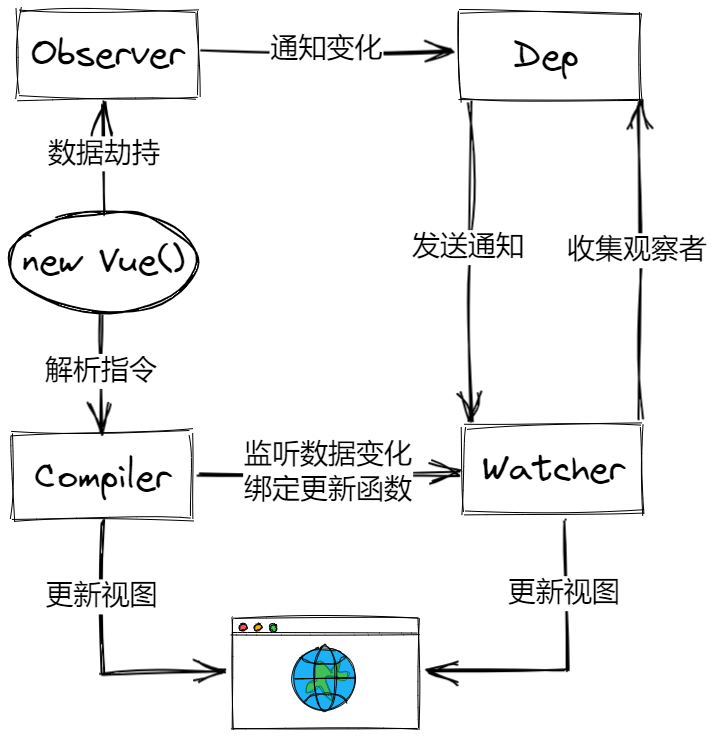 Observer
通知变化
Dep
数据劫持
new Vue()
发送通知
收集观察者
解析指令
Compiler
监听数据变化
绑定更新函数
Watcher
更新视图
更新视图